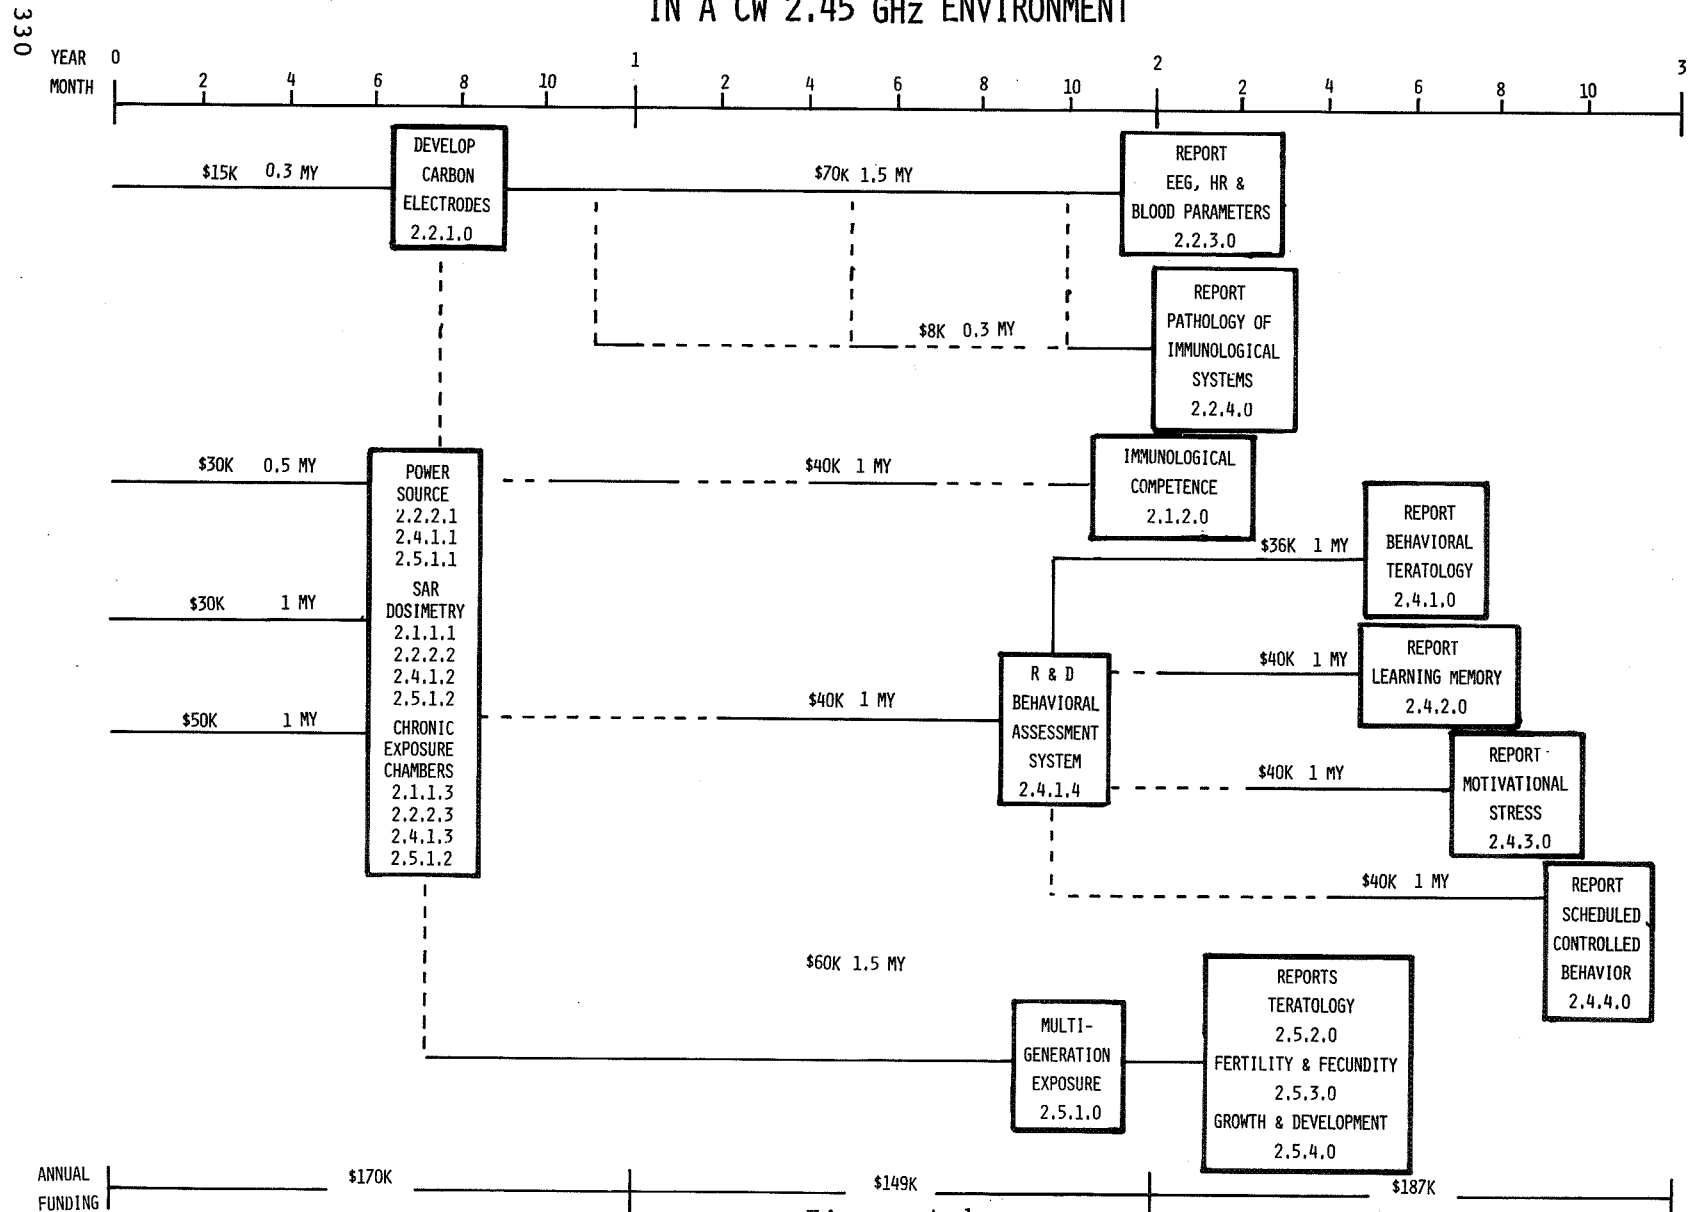 330
IN A CW 2.45 GHz ENVIRONMENT
YEAR 0 1 2 3
MONTH 2 4 6 8 10 2 4 6 8 10 2 4 6 8 10
$15K 0.3 MY
DEVELOP
CARBON
ELECTRODES
2.2.1.0
$70K 1.5 MY
REPORT
EEG, HR &
BLOOD PARAMETERS
2.2.3.0
$8K 0.3 MY
REPORT
PATHOLOGY OF
IMMUNOLOGICAL
SYSTEMS
2.2.4.0
$30K 0.5 MY
$30K 1 MY
$50K 1 MY
POWER
SOURCE
2.2.2.1
2.4.1.1
2.5.1.1
SAR
DOSIMETRY
2.1.1.1
2.2.2.2
2.4.1.2
2.5.1.2
CHRONIC
EXPOSURE
CHAMBERS
2.1.1.3
2.2.2.3
2.4.1.3
2.5.1.2
$40K 1 MY
IMMUNOLOGICAL
COMPETENCE
2.1.2.0
$36K 1 MY
REPORT
BEHAVIORAL
TERATOLOGY
2.4.1.0
$40K 1 MY
R & D
BEHAVIORAL
ASSESSMENT
SYSTEM
2.4.1.4
$40K 1 MY
REPORT
LEARNING MEMORY
2.4.2.0
$40K 1 MY
REPORT
MOTIVATIONAL
STRESS
2.4.3.0
$40K 1 MY
REPORT
SCHEDULED
CONTROLLED
BEHAVIOR
2.4.4.0
$60K 1.5 MY
MULTI-
GENERATION
EXPOSURE
2.5.1.0
REPORTS
TERATOLOGY
2.5.2.0
FERTILITY & FECUNDITY
2.5.3.0
GROWTH & DEVELOPMENT
2.5.4.0
ANNUAL
FUNDING
$170K $149K $187K